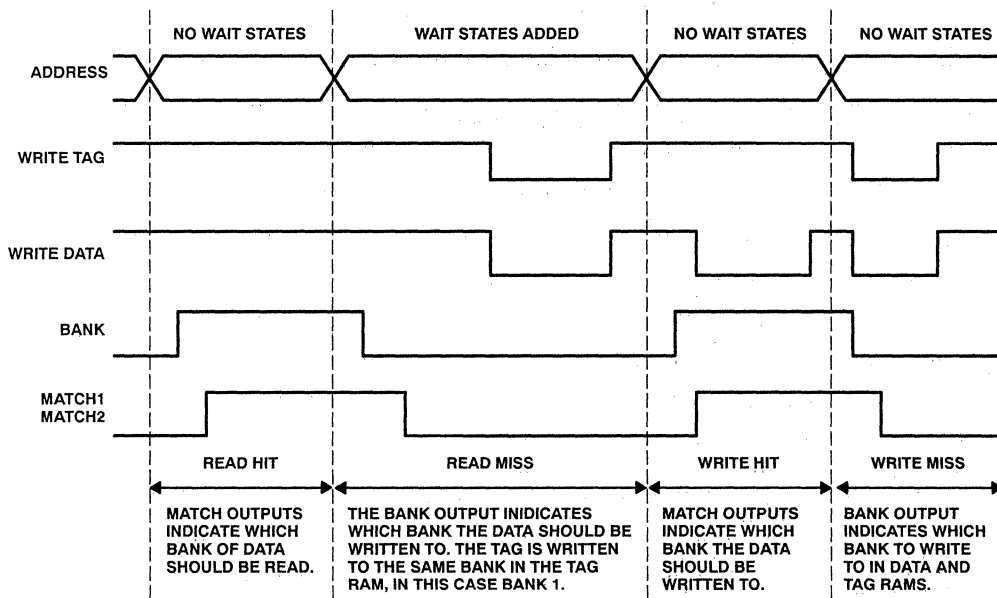 NO WAIT STATES
WAIT STATES ADDED
NO WAIT STATES
NO WAIT STATES
ADDRESS
WRITE TAG
WRITE DATA
BANK
MATCH1
MATCH2
READ HIT
READ MISS
WRITE HIT
WRITE MISS
MATCH OUTPUTS
INDICATE WHICH
BANK OF DATA
SHOULD BE READ.
THE BANK OUTPUT INIDICATES
WHICH BANK THE DATA SHOULD BE
WRITTEN TO. THE TAG IS WRITTEN
TO THE SAME BANK IN THE TAG
RAM, IN THIS CASE BANK 1.
MATCH OUTPUTS
INDICATE WHICH
BANK THE DATA
SHOULD BE
WRITTEN TO.
BANK OUTPUT
INDICATES WHICH
BANK TO WRITE
TO IN DATA AND
TAG RAMS.